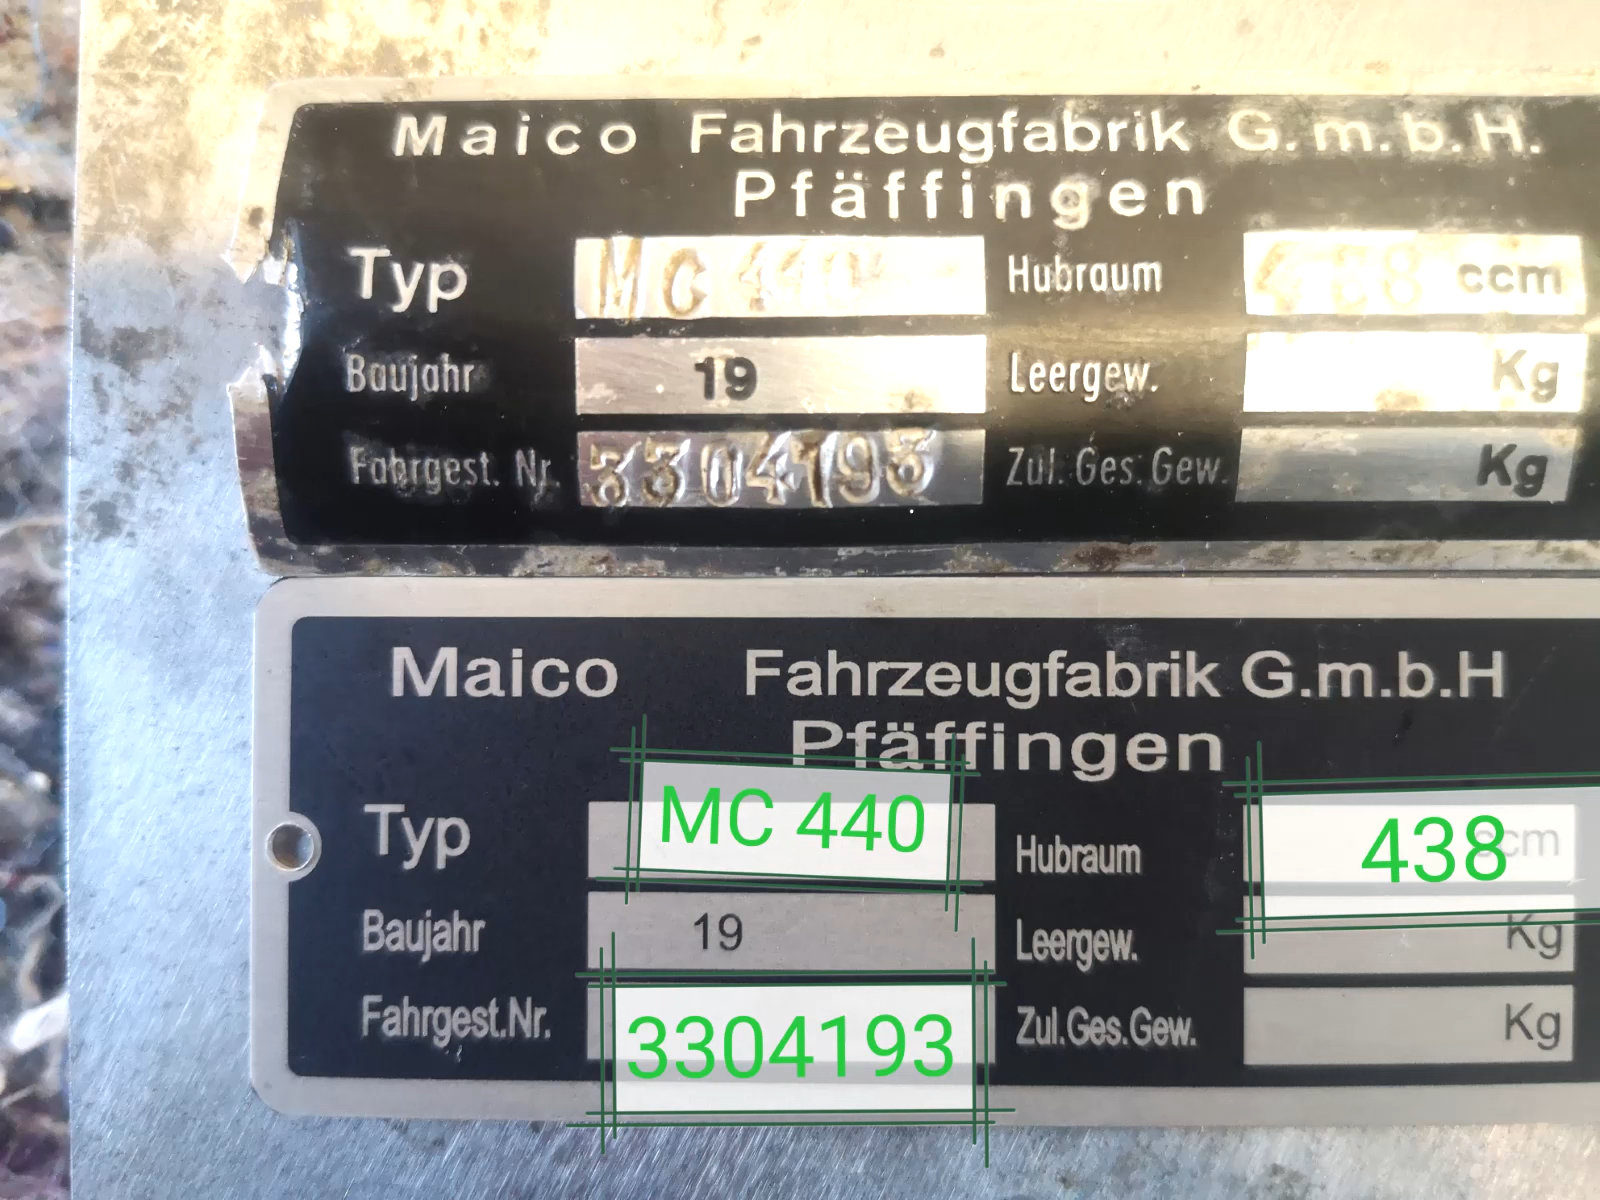 Maico Fahrzeugfabrik G.m.b.H.
Pfäffingen
Typ MC 440 Hubraum 438 ccm
Baujahr 19 Leergew. Kg
Fahrgest. Nr. 3304193 Zul. Ges. Gew. Kg
Maico Fahrzeugfabrik G.m.b.H
Pfäffingen
Typ MC 440 Hubraum 438 ccm
Baujahr 19 Leergew. Kg
Fahrgest.Nr. 3304193 Zul.Ges.Gew. Kg